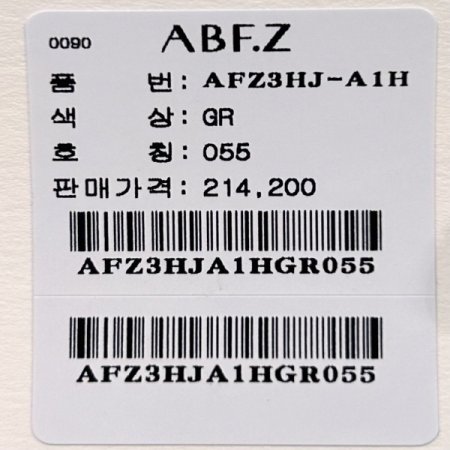 0090 ABF.Z
품 번 : AFZ3HJ-A1H
색 상 : GR
호 칭 : 055
판매가격 : 214,200
AFZ3HJA1HGR055
AFZ3HJA1HGR055